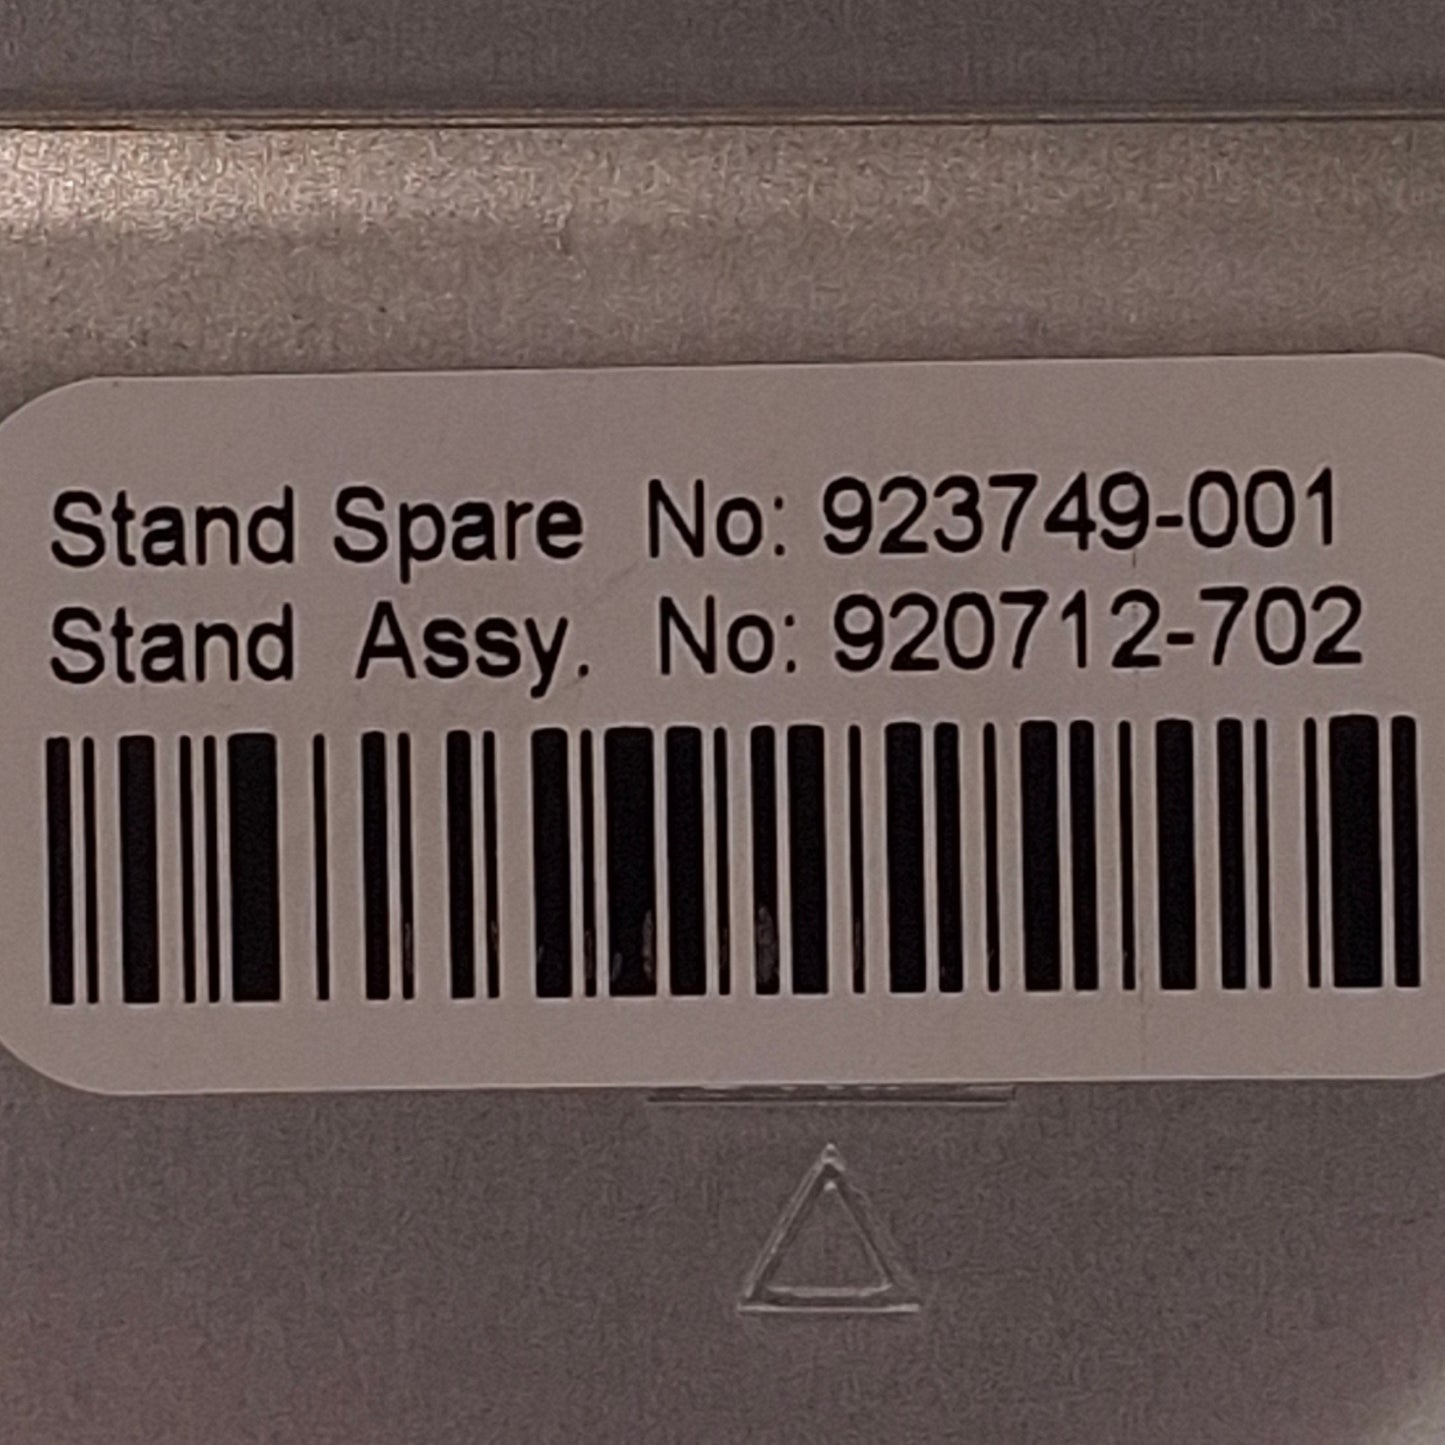 Stand Spare No: 923749-001
Stand Assy. No: 920712-702